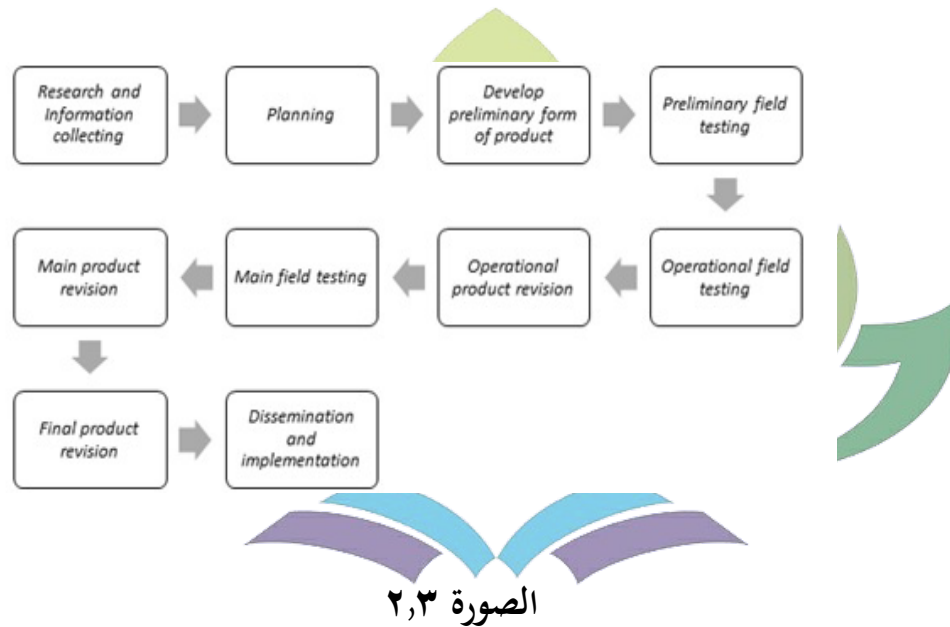 Research and
Information
collecting
Planning
Develop
preliminary form
of product
Preliminary field
testing
Operational field
testing
Operational
product revision
Main field testing
Main product
revision
Final product
revision
Dissemination
and
implementation
الصورة ٢,٣